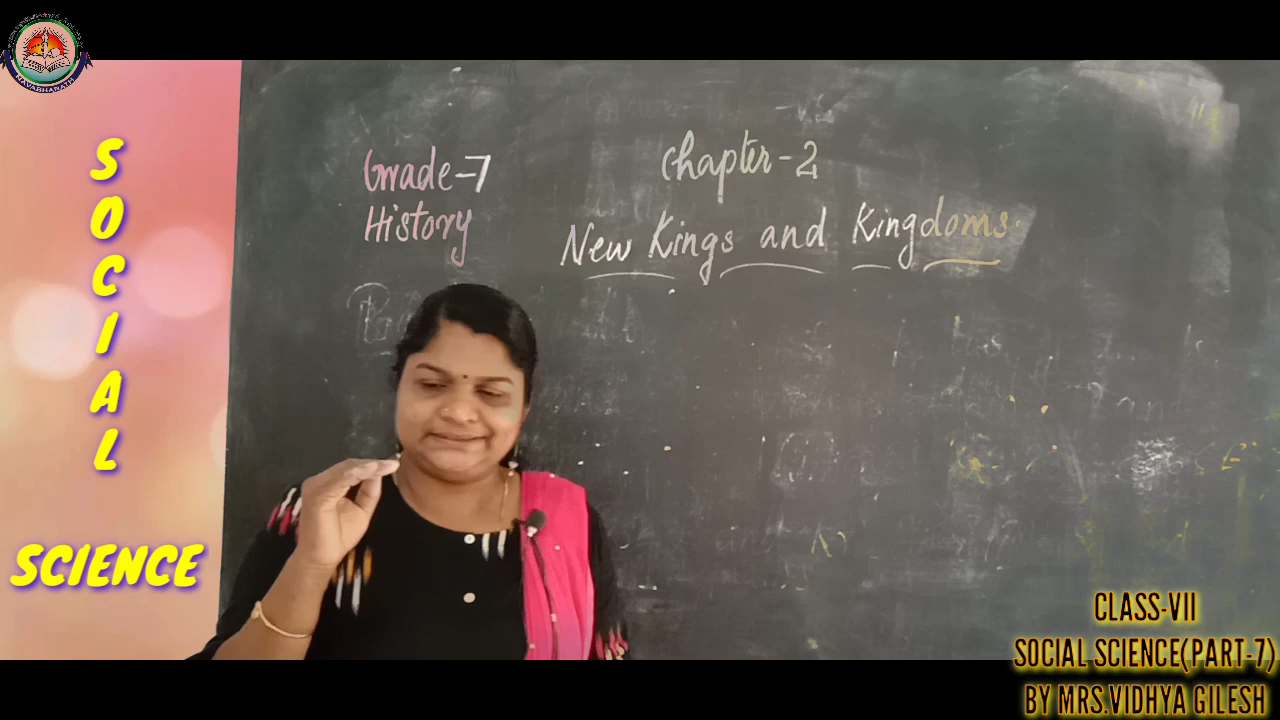 NAVABHARATH
SOCIAL
SCIENCE
Grade-7
History
Chapter-2
New Kings and Kingdoms.
CLASS-VII
SOCIAL SCIENCE(PART-7)
BY MRS.VIDHYA GILESH